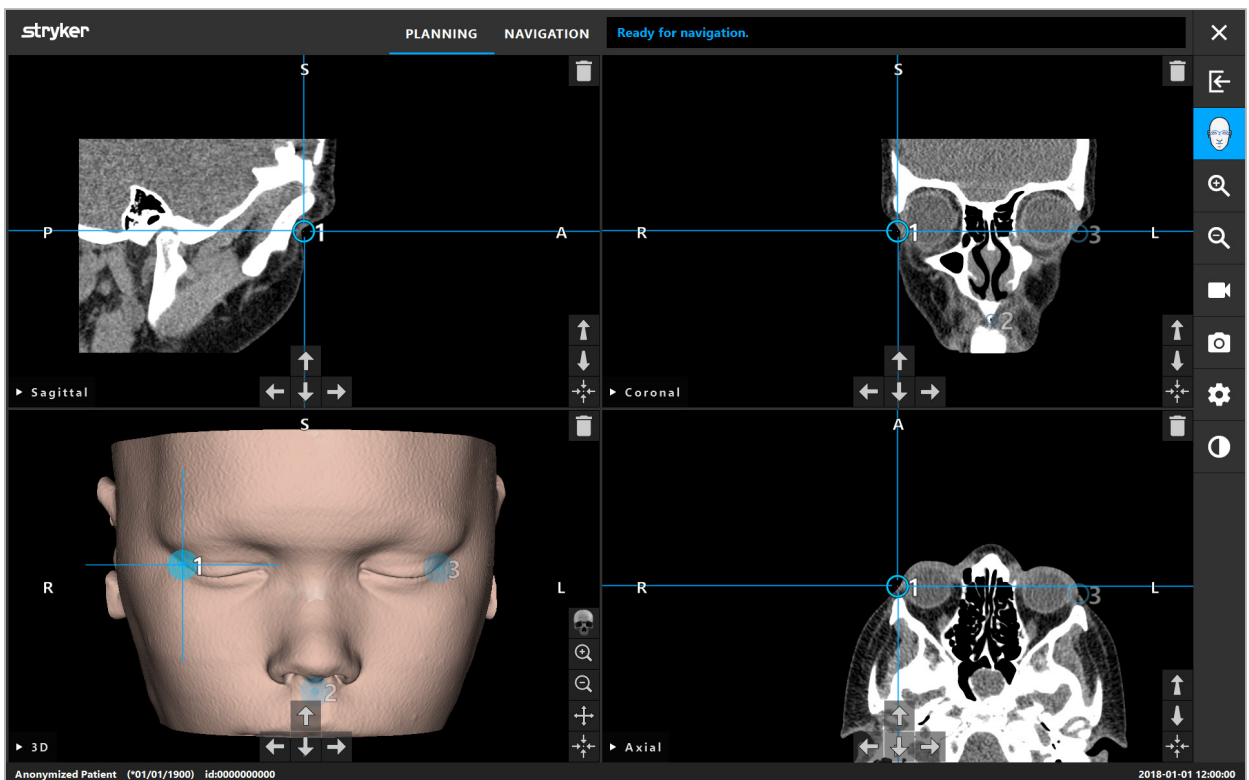 stryker
PLANNING NAVIGATION Ready for navigation.
S
S
P 1 A
R 1 3 L
2
Sagittal
Coronal
S
A
1 3
R L
R 1 3 L
2
3D
Axial
Anonymized Patient (*01/01/1900) id:0000000000 2018-01-01 12:00:00